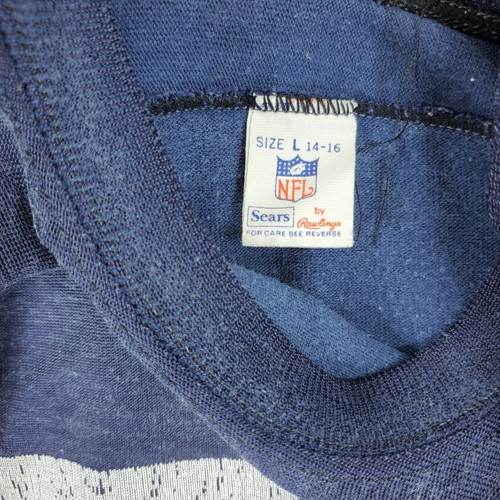 SIZE L 14-16
NFL
Sears by Rawlings
FOR CARE SEE REVERSE